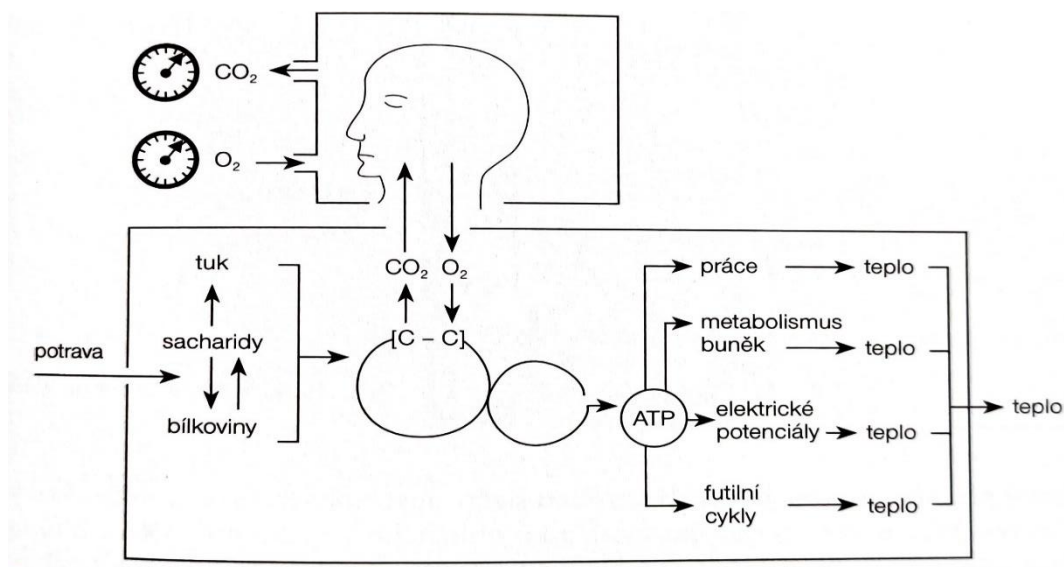 CO₂
O₂
CO₂ O₂
[C – C]
potrava
tuk
sacharidy
bílkoviny
ATP
práce
teplo
metabolismus
buněk
teplo
elektrické
potenciály
teplo
futilní
cykly
teplo
teplo